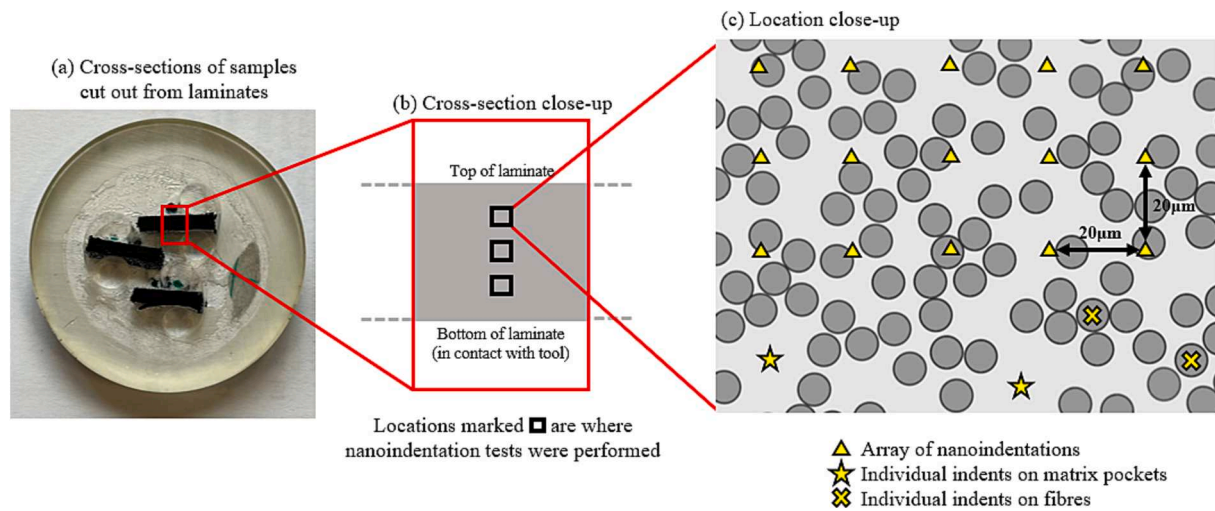 (c) Location close-up
(a) Cross-sections of samples
cut out from laminates
(b) Cross-section close-up
Top of laminate
Bottom of laminate
(in contact with tool)
Locations marked are where
nanoindentation tests were performed
20μm
20μm
Array of nanoindentations
Individual indents on matrix pockets
Individual indents on fibres